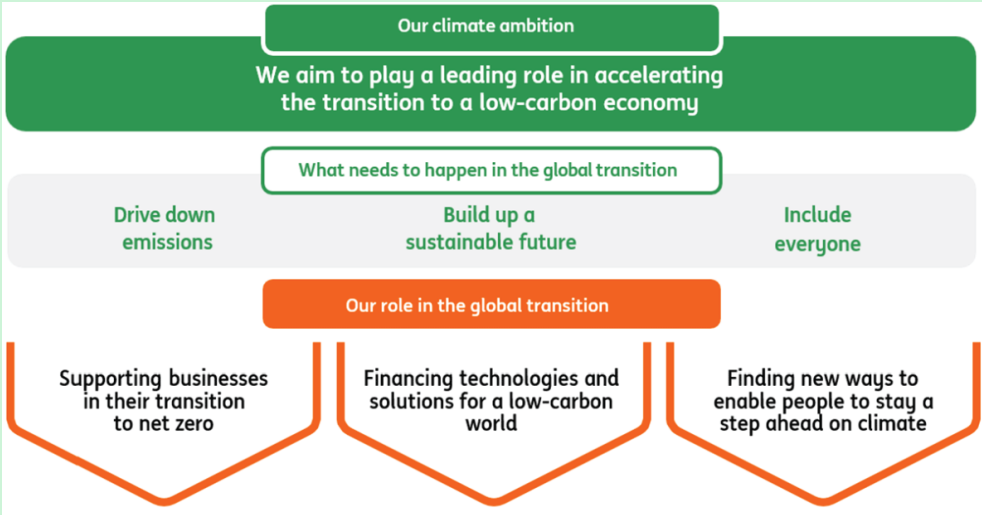 Our climate ambition
We aim to play a leading role in accelerating
the transition to a low-carbon economy
What needs to happen in the global transition
Drive down
emissions
Build up a
sustainable future
Include
everyone
Our role in the global transition
Supporting businesses
in their transition
to net zero
Financing technologies and
solutions for a low-carbon
world
Finding new ways to
enable people to stay a
step ahead on climate